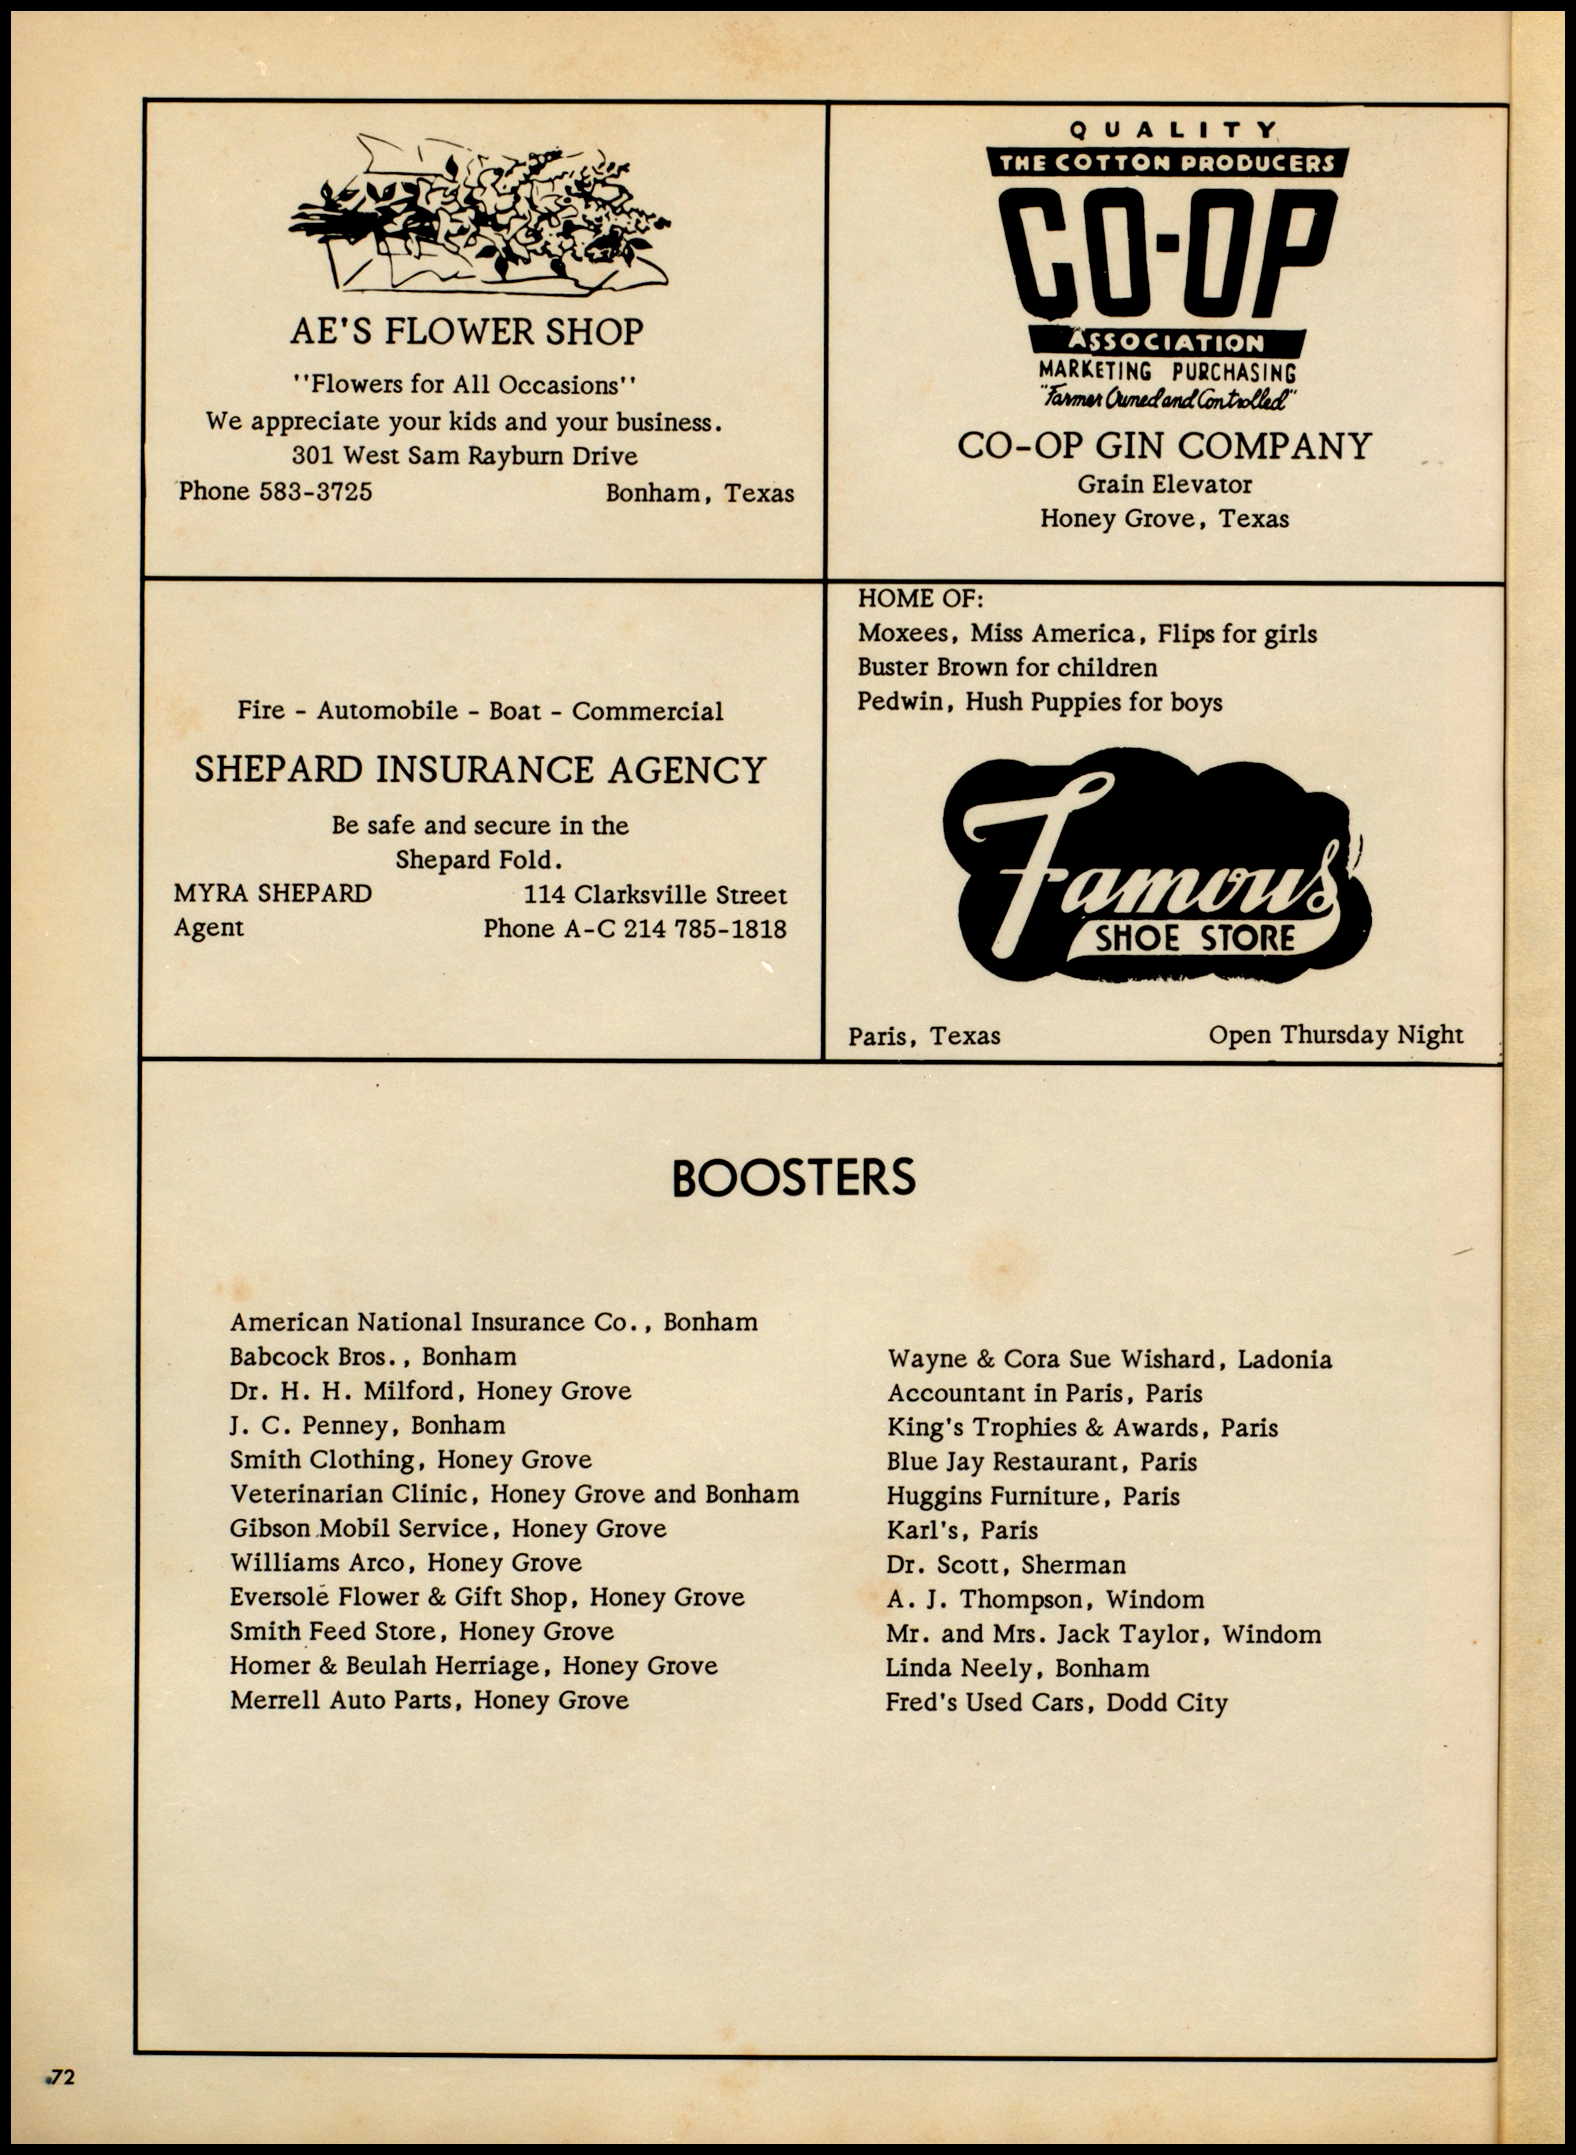 AE'S FLOWER SHOP
''Flowers for All Occasions''
We appreciate your kids and your business.
301 West Sam Rayburn Drive
Phone 583-3725 Bonham, Texas
QUALITY
THE COTTON PRODUCERS
CO-OP
ASSOCIATION
MARKETING PURCHASING
"Farmer Owned and Controlled"
CO-OP GIN COMPANY
Grain Elevator
Honey Grove, Texas
Fire - Automobile - Boat - Commercial
SHEPARD INSURANCE AGENCY
Be safe and secure in the
Shepard Fold.
MYRA SHEPARD 114 Clarksville Street
Agent Phone A-C 214 785-1818
HOME OF:
Moxees, Miss America, Flips for girls
Buster Brown for children
Pedwin, Hush Puppies for boys
Famous
SHOE STORE
Paris, Texas Open Thursday Night
BOOSTERS
American National Insurance Co., Bonham
Babcock Bros., Bonham
Dr. H. H. Milford, Honey Grove
J. C. Penney, Bonham
Smith Clothing, Honey Grove
Veterinarian Clinic, Honey Grove and Bonham
Gibson Mobil Service, Honey Grove
Williams Arco, Honey Grove
Eversole Flower & Gift Shop, Honey Grove
Smith Feed Store, Honey Grove
Homer & Beulah Herriage, Honey Grove
Merrell Auto Parts, Honey Grove
Wayne & Cora Sue Wishard, Ladonia
Accountant in Paris, Paris
King's Trophies & Awards, Paris
Blue Jay Restaurant, Paris
Huggins Furniture, Paris
Karl's, Paris
Dr. Scott, Sherman
A. J. Thompson, Windom
Mr. and Mrs. Jack Taylor, Windom
Linda Neely, Bonham
Fred's Used Cars, Dodd City
72